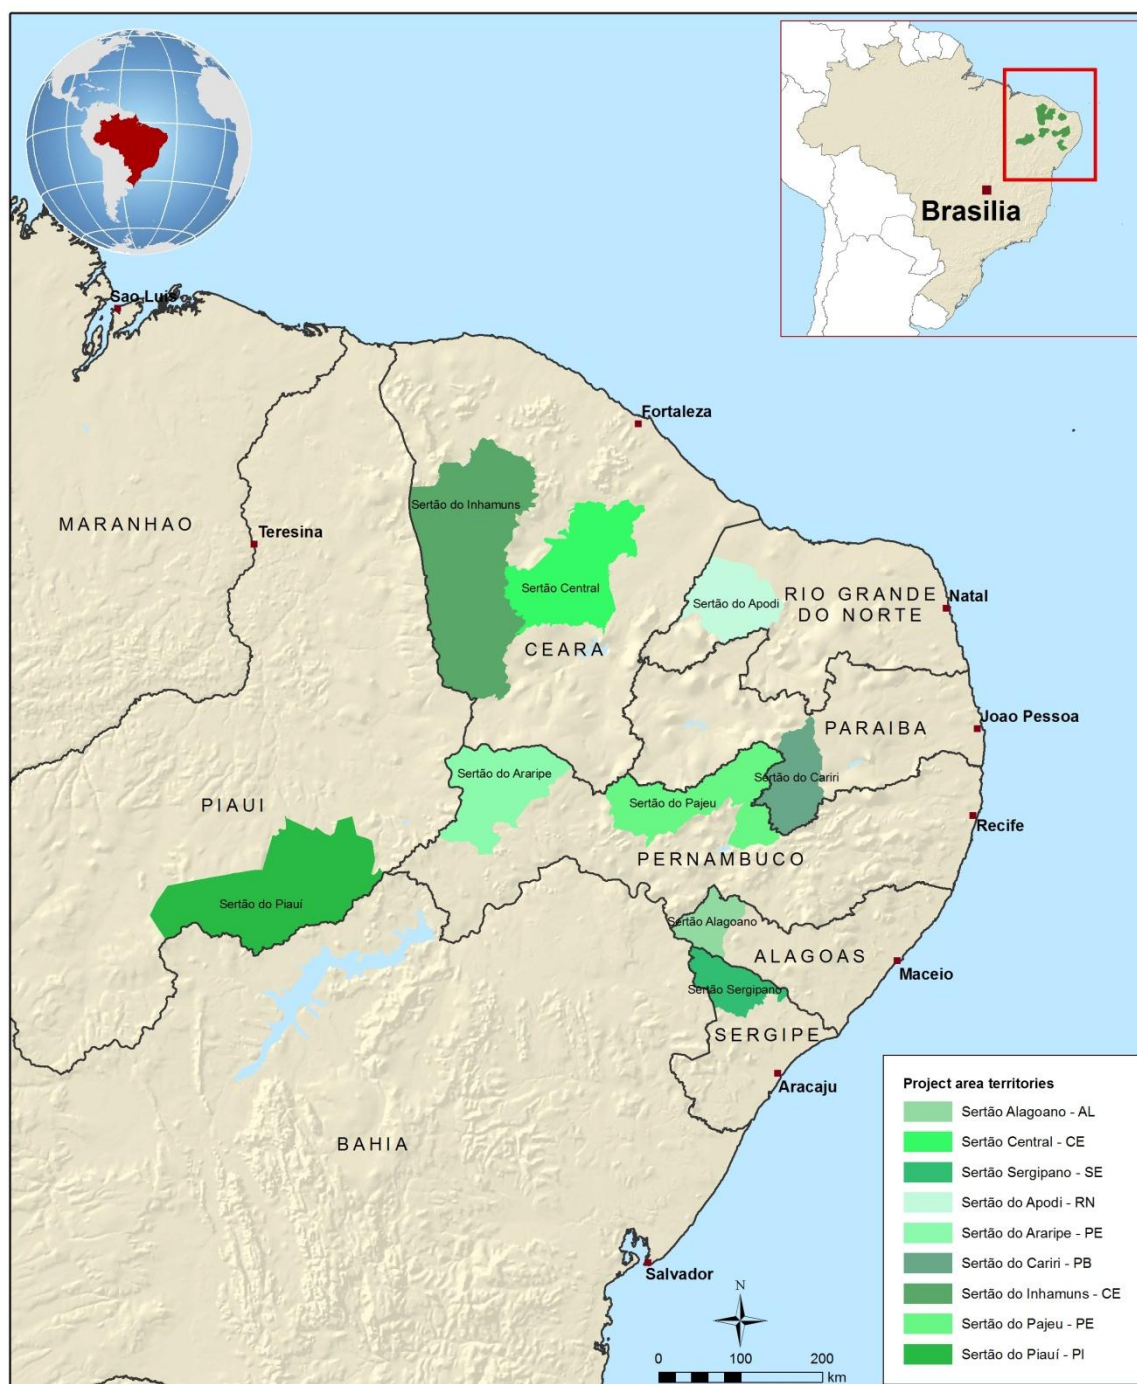 Brasilia
Sao Luis
Fortaleza
Sertão do Inhamuns
MARANHAO
Teresina
Sertão Central
Sertão do Apodi
RIO GRANDE
DO NORTE
Natal
CEARA
PARAIBA
Joao Pessoa
Sertão do Araripe
Sertão do Cariri
PIAUI
Sertão do Pajeu
Recife
PERNAMBUCO
Sertão do Piauí
Sertão Alagoano
ALAGOAS
Maceio
Sertão Sergipano
SERGIPE
Aracaju
BAHIA
Salvador
N
0 100 200
km
Project area territories
Sertão Alagoano - AL
Sertão Central - CE
Sertão Sergipano - SE
Sertão do Apodi - RN
Sertão do Araripe - PE
Sertão do Cariri - PB
Sertão do Inhamuns - CE
Sertão do Pajeu - PE
Sertão do Piauí - PI